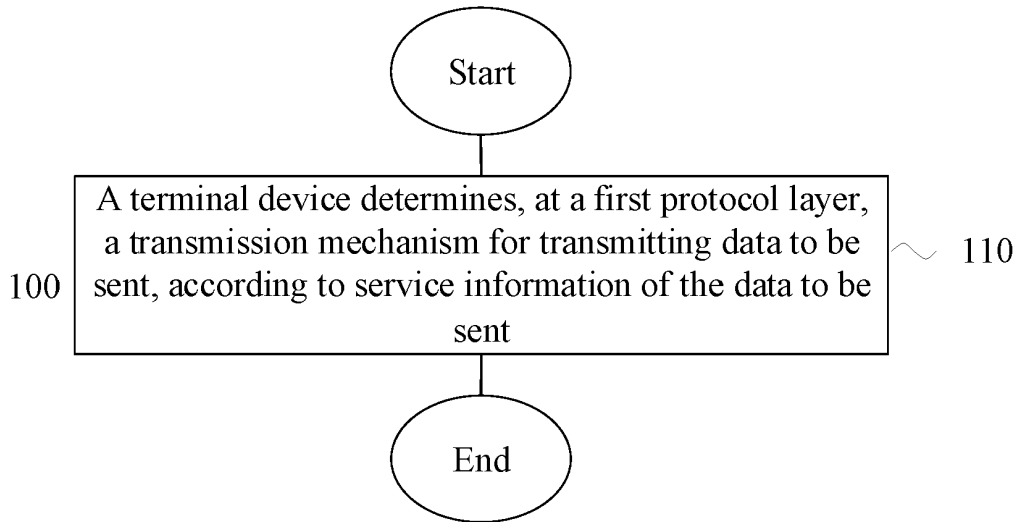 Start
A terminal device determines, at a first protocol layer,
a transmission mechanism for transmitting data to be
sent, according to service information of the data to be
sent
100
110
End